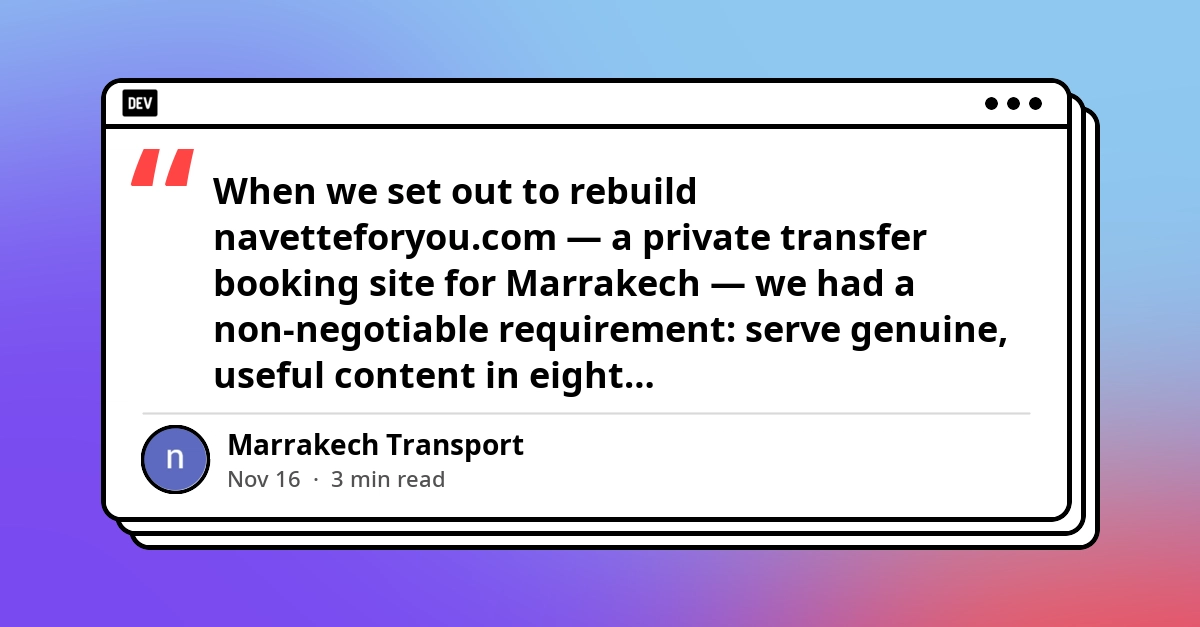 DEV
“
When we set out to rebuild
navetteforyou.com — a private transfer
booking site for Marrakech — we had a
non-negotiable requirement: serve genuine,
useful content in eight...
n
Marrakech Transport
Nov 16 · 3 min read